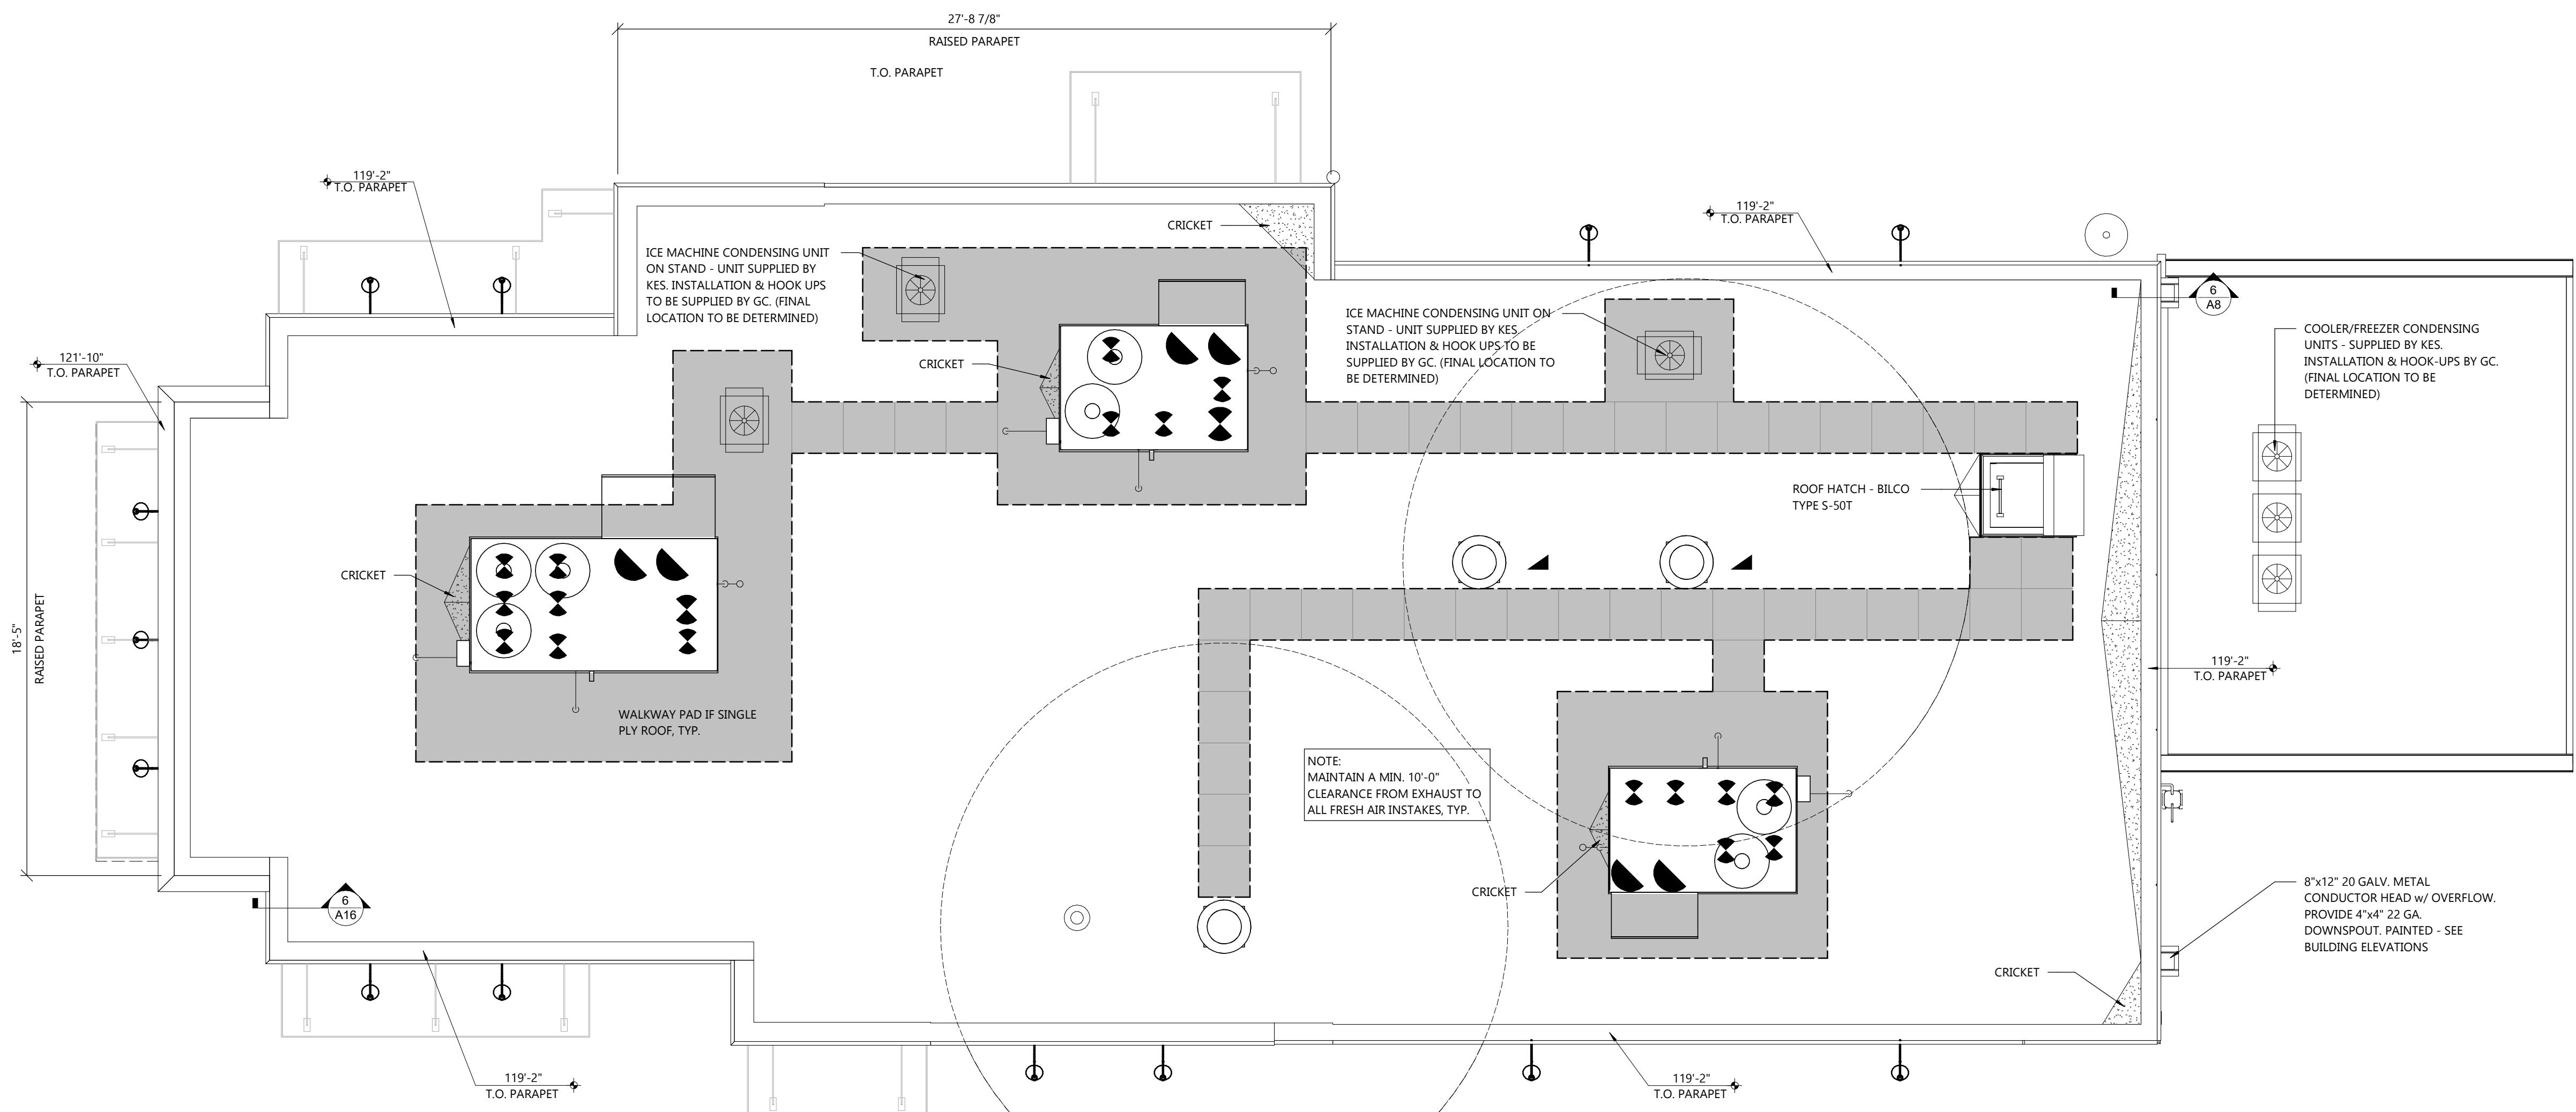 27'-8 7/8"
RAISED PARAPET
T.O. PARAPET
119'-2"
T.O. PARAPET
119'-2"
T.O. PARAPET
CRICKET
ICE MACHINE CONDENSING UNIT
ON STAND - UNIT SUPPLIED BY
KES. INSTALLATION & HOOK UPS
TO BE SUPPLIED BY GC. (FINAL
LOCATION TO BE DETERMINED)
6
A8
ICE MACHINE CONDENSING UNIT ON
STAND - UNIT SUPPLIED BY KES.
INSTALLATION & HOOK UPS TO BE
SUPPLIED BY GC. (FINAL LOCATION TO
BE DETERMINED)
COOLER/FREEZER CONDENSING
UNITS - SUPPLIED BY KES.
INSTALLATION & HOOK-UPS BY GC.
(FINAL LOCATION TO BE
DETERMINED)
121'-10"
T.O. PARAPET
CRICKET
ROOF HATCH - BILCO
TYPE S-50T
CRICKET
18'-5"
RAISED PARAPET
119'-2"
T.O. PARAPET
WALKWAY PAD IF SINGLE
PLY ROOF, TYP.
NOTE:
MAINTAIN A MIN. 10'-0"
CLEARANCE FROM EXHAUST TO
ALL FRESH AIR INSTAKES, TYP.
CRICKET
8"x12" 20 GALV. METAL
CONDUCTOR HEAD w/ OVERFLOW.
PROVIDE 4"x4" 22 GA.
DOWNSPOUT. PAINTED - SEE
BUILDING ELEVATIONS
6
A16
CRICKET
119'-2"
T.O. PARAPET
119'-2"
T.O. PARAPET